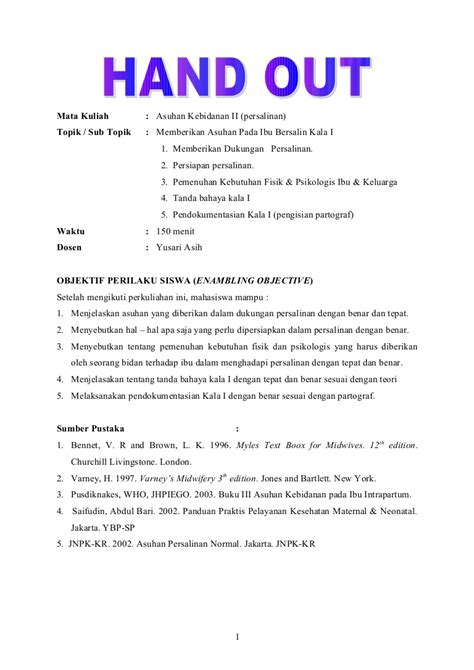 HAND OUT
Mata Kuliah : Asuhan Kebidanan II (persalinan)
Topik / Sub Topik : Memberikan Asuhan Pada Ibu Bersalin Kala I
1. Memberikan Dukungan Persalinan.
2. Persiapan persalinan.
3. Pemenuhan Kebutuhan Fisik & Psikologis Ibu & Keluarga
4. Tanda bahaya kala I
5. Pendokumentasian Kala I (pengisian partograf)
Waktu : 150 menit
Dosen : Yusari Asih
OBJEKTIF PERILAKU SISWA (ENAMBLING OBJECTIVE)
Setelah mengikuti perkuliahan ini, mahasiswa mampu :
1. Menjelaskan asuhan yang diberikan dalam dukungan persalinan dengan benar dan tepat.
2. Menyebutkan hal – hal apa saja yang perlu dipersiapkan dalam persalinan dengan benar.
3. Menyebutkan tentang pemenuhan kebutuhan fisik dan psikologis yang harus diberikan
oleh seorang bidan terhadap ibu dalam menghadapi persalinan dengan tepat dan benar.
4. Menjelasakan tentang tanda bahaya kala I dengan tepat dan benar sesuai dengan teori
5. Melaksanakan pendokumentasian Kala I dengan benar sesuai dengan partograf.
Sumber Pustaka :
1. Bennet, V. R and Brown, L. K. 1996. Myles Text Boox for Midwives. 12th edition.
Churchill Livingstone. London.
2. Varney, H. 1997. Varney's Midwifery 3th edition. Jones and Bartlett. New York.
3. Pusdiknakes, WHO, JHPIEGO. 2003. Buku III Asuhan Kebidanan pada Ibu Intrapartum.
4. Saifudin, Abdul Bari. 2002. Panduan Praktis Pelayanan Kesehatan Maternal & Neonatal.
Jakarta. YBP-SP
5. JNPK-KR. 2002. Asuhan Persalinan Normal. Jakarta. JNPK-KR
1